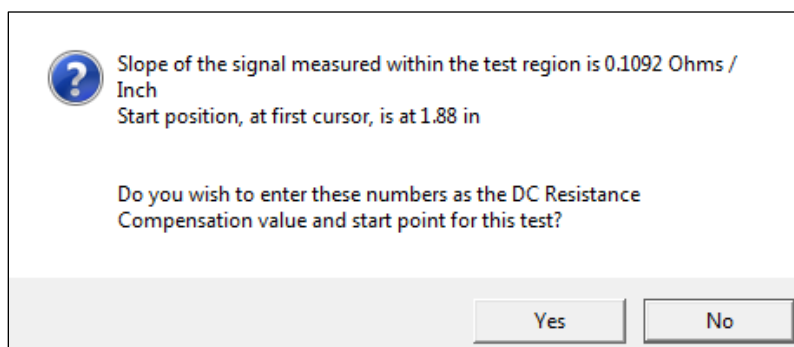 Slope of the signal measured within the test region is 0.1092 Ohms /
Inch
Start position, at first cursor, is at 1.88 in
Do you wish to enter these numbers as the DC Resistance
Compensation value and start point for this test?
Yes
No